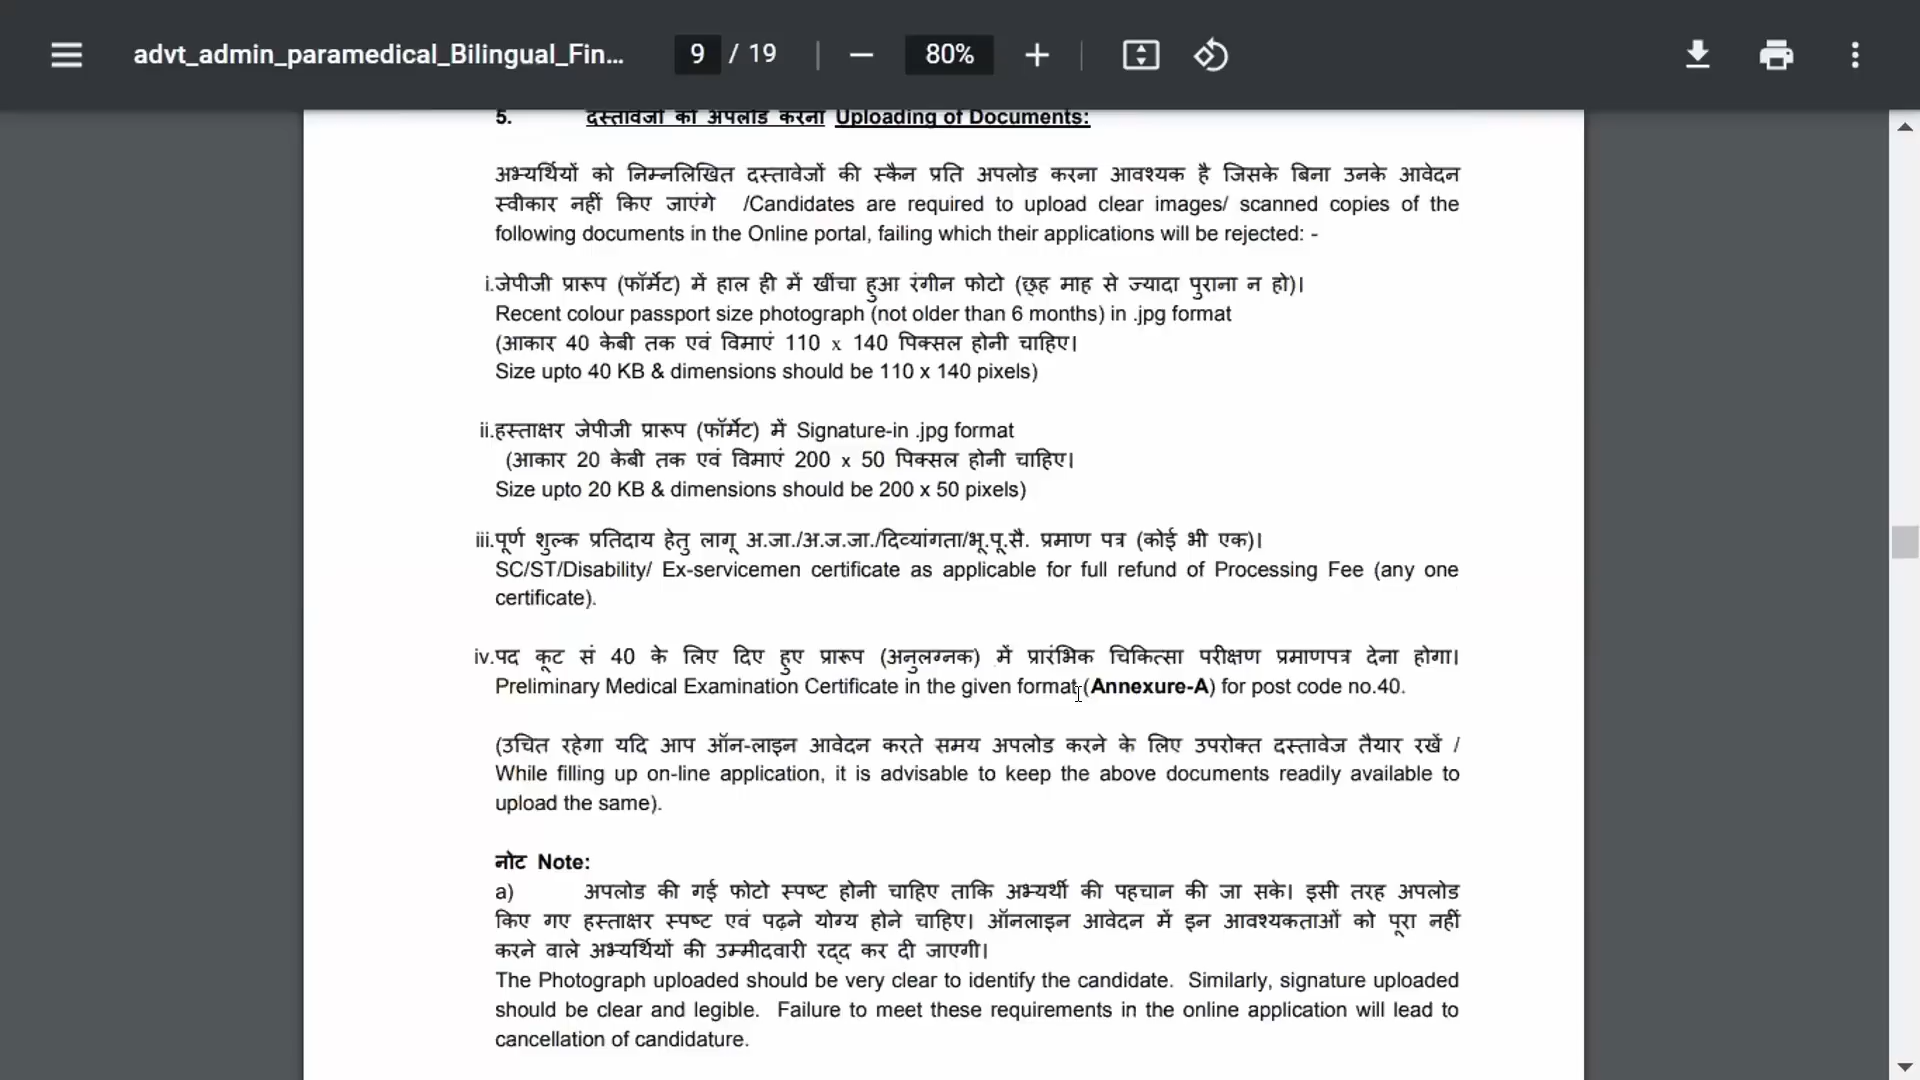 advt_admin_paramedical_Bilingual_Fin...
9 / 19
80%
5. दस्तावेजों को अपलोड करना Uploading of Documents:
अभ्यर्थियों को निम्नलिखित दस्तावेजों की स्कैन प्रति अपलोड करना आवश्यक है जिसके बिना उनके आवेदन
स्वीकार नहीं किए जाएंगे /Candidates are required to upload clear images/ scanned copies of the
following documents in the Online portal, failing which their applications will be rejected: -
i.जेपीजी प्रारूप (फॉर्मेट) में हाल ही में खींचा हुआ रंगीन फोटो (छ्ह माह से ज्यादा पुराना न हो)।
Recent colour passport size photograph (not older than 6 months) in .jpg format
(आकार 40 केबी तक एवं विमाएं 110 x 140 पिक्सल होनी चाहिए।
Size upto 40 KB & dimensions should be 110 x 140 pixels)
ii.हस्ताक्षर जेपीजी प्रारूप (फॉर्मेट) में Signature-in .jpg format
(आकार 20 केबी तक एवं विमाएं 200 x 50 पिक्सल होनी चाहिए।
Size upto 20 KB & dimensions should be 200 x 50 pixels)
iii.पूर्ण शुल्क प्रतिदाय हेतु लागू अ.जा./अ.ज.जा./दिव्यांगता/भू.पू.सै. प्रमाण पत्र (कोई भी एक)।
SC/ST/Disability/ Ex-servicemen certificate as applicable for full refund of Processing Fee (any one
certificate).
iv.पद कूट सं 40 के लिए दिए हुए प्रारूप (अनुलग्नक) में प्रारंभिक चिकित्सा परीक्षण प्रमाणपत्र देना होगा।
Preliminary Medical Examination Certificate in the given format (Annexure-A) for post code no.40.
(उचित रहेगा यदि आप ऑन-लाइन आवेदन करते समय अपलोड करने के लिए उपरोक्त दस्तावेज तैयार रखें /
While filling up on-line application, it is advisable to keep the above documents readily available to
upload the same).
नोट Note:
a) अपलोड की गई फोटो स्पष्ट होनी चाहिए ताकि अभ्यर्थी की पहचान की जा सके। इसी तरह अपलोड
किए गए हस्ताक्षर स्पष्ट एवं पढ़ने योग्य होने चाहिए। ऑनलाइन आवेदन में इन आवश्यकताओं को पूरा नहीं
करने वाले अभ्यर्थियों की उम्मीदवारी रद्द कर दी जाएगी।
The Photograph uploaded should be very clear to identify the candidate. Similarly, signature uploaded
should be clear and legible. Failure to meet these requirements in the online application will lead to
cancellation of candidature.